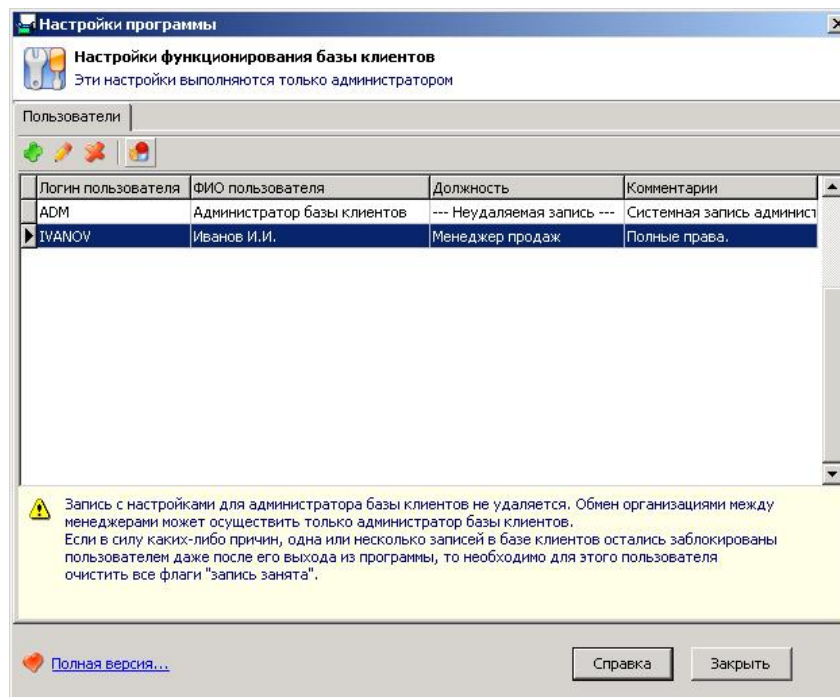 Настройки программы
Настройки функционирования базы клиентов
Эти настройки выполняются только администратором
Пользователи
Логин пользователя ФИО пользователя Должность Комментарии
ADM Администратор базы клиентов --- Неудаляемая запись --- Системная запись админист
IVANOV Иванов И.И. Менеджер продаж Полные права.
Запись с настройками для администратора базы клиентов не удаляется. Обмен организациями между
менеджерами может осуществить только администратор базы клиентов.
Если в силу каких-либо причин, одна или несколько записей в базе клиентов остались заблокированы
пользователем даже после его выхода из программы, то необходимо для этого пользователя
очистить все флаги "запись занята".
Полная версия... Справка Закрыть